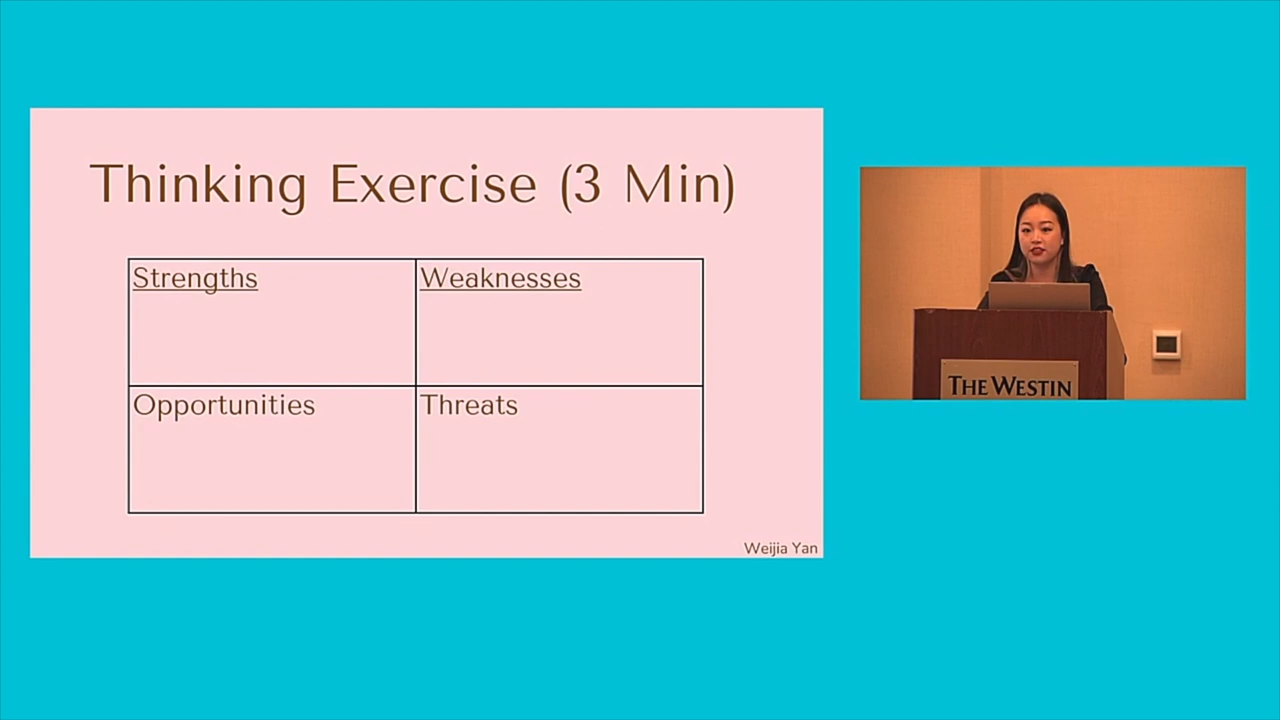 Thinking Exercise (3 Min)
Strengths
Weaknesses
Opportunities
Threats
Weijia Yan
THE WESTIN